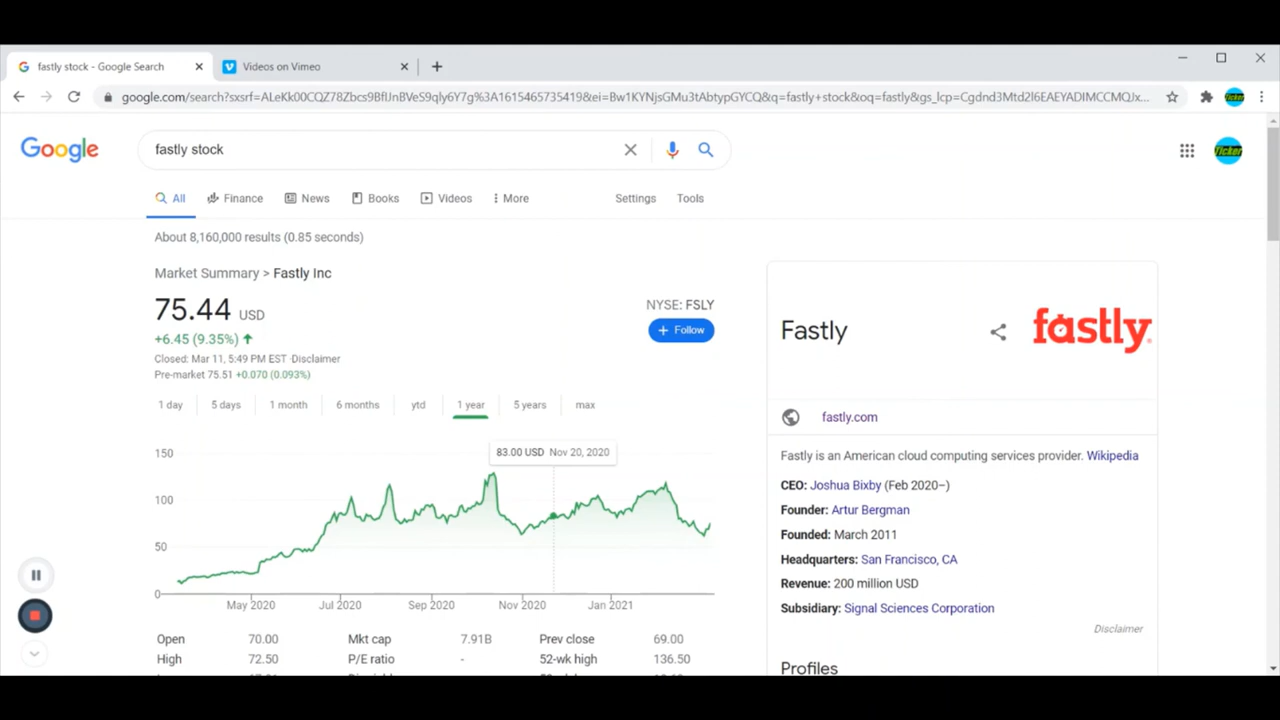 fastly stock - Google Search
Videos on Vimeo
google.com/search?sxsrf=ALeKk00CQZ78Zbcs9BfIJnBVeS9qly6Y7g%3A1615465735419&ei=Bw1KYNjsGMu3tAbtypGYCQ&q=fastly+stock&oq=fastly&gs_lcp=Cgdnd3Mtd2l6EAEYADIMCCMQJx...
Google
fastly stock
Ticker
All Finance News Books Videos More Settings Tools
About 8,160,000 results (0.85 seconds)
Market Summary > Fastly Inc
75.44 USD
NYSE: FSLY
+6.45 (9.35%)
Follow
Closed: Mar 11, 5:49 PM EST ·Disclaimer
Pre-market 75.51 +0.070 (0.093%)
1 day 5 days 1 month 6 months ytd 1 year 5 years max
83.00 USD Nov 20, 2020
150
100
50
0
May 2020 Jul 2020 Sep 2020 Nov 2020 Jan 2021
Open 70.00 Mkt cap 7.91B Prev close 69.00
High 72.50 P/E ratio - 52-wk high 136.50
Fastly
fastly
fastly.com
Fastly is an American cloud computing services provider. Wikipedia
CEO: Joshua Bixby (Feb 2020–)
Founder: Artur Bergman
Founded: March 2011
Headquarters: San Francisco, CA
Revenue: 200 million USD
Subsidiary: Signal Sciences Corporation
Disclaimer
Profiles